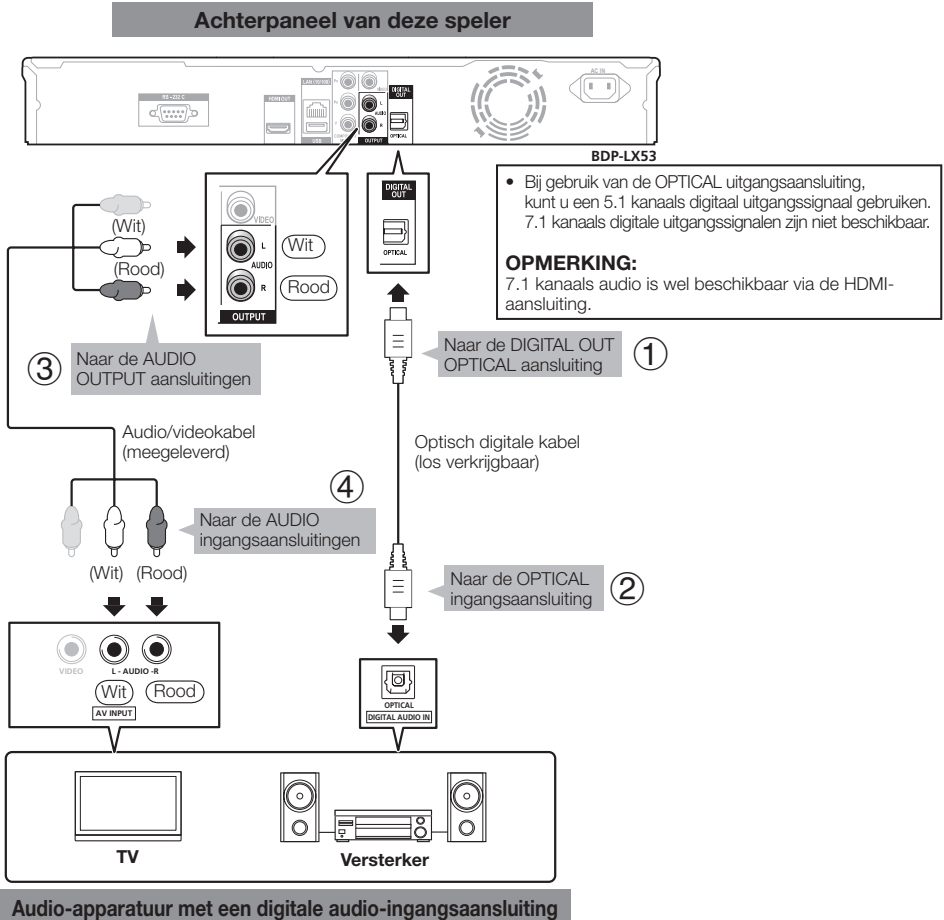 Achterpaneel van deze speler
RS-232 C
HDMI OUT
LAN (10/100)
USB
VIDEO
L
AUDIO
R
OUTPUT
DIGITAL
OUT
OPTICAL
AC IN
BDP-LX53
• Bij gebruik van de OPTICAL uitgangsaansluiting,
kunt u een 5.1 kanaals digitaal uitgangssignaal gebruiken.
7.1 kanaals digitale uitgangssignalen zijn niet beschikbaar.
OPMERKING:
7.1 kanaals audio is wel beschikbaar via de HDMI-
aansluiting.
(Wit)
(Rood)
VIDEO
L
AUDIO
R
OUTPUT
Wit
Rood
DIGITAL
OUT
OPTICAL
③
Naar de AUDIO
OUTPUT aansluitingen
Naar de DIGITAL OUT
OPTICAL aansluiting
①
Audio/videokabel
(meegeleverd)
Optisch digitale kabel
(los verkrijgbaar)
④
Naar de AUDIO
ingangsaansluitingen
(Wit) (Rood)
Naar de OPTICAL
ingangsaansluiting
②
VIDEO
L - AUDIO -R
Wit
Rood
AV INPUT
OPTICAL
DIGITAL AUDIO IN
TV
Versterker
Audio-apparatuur met een digitale audio-ingangsaansluiting